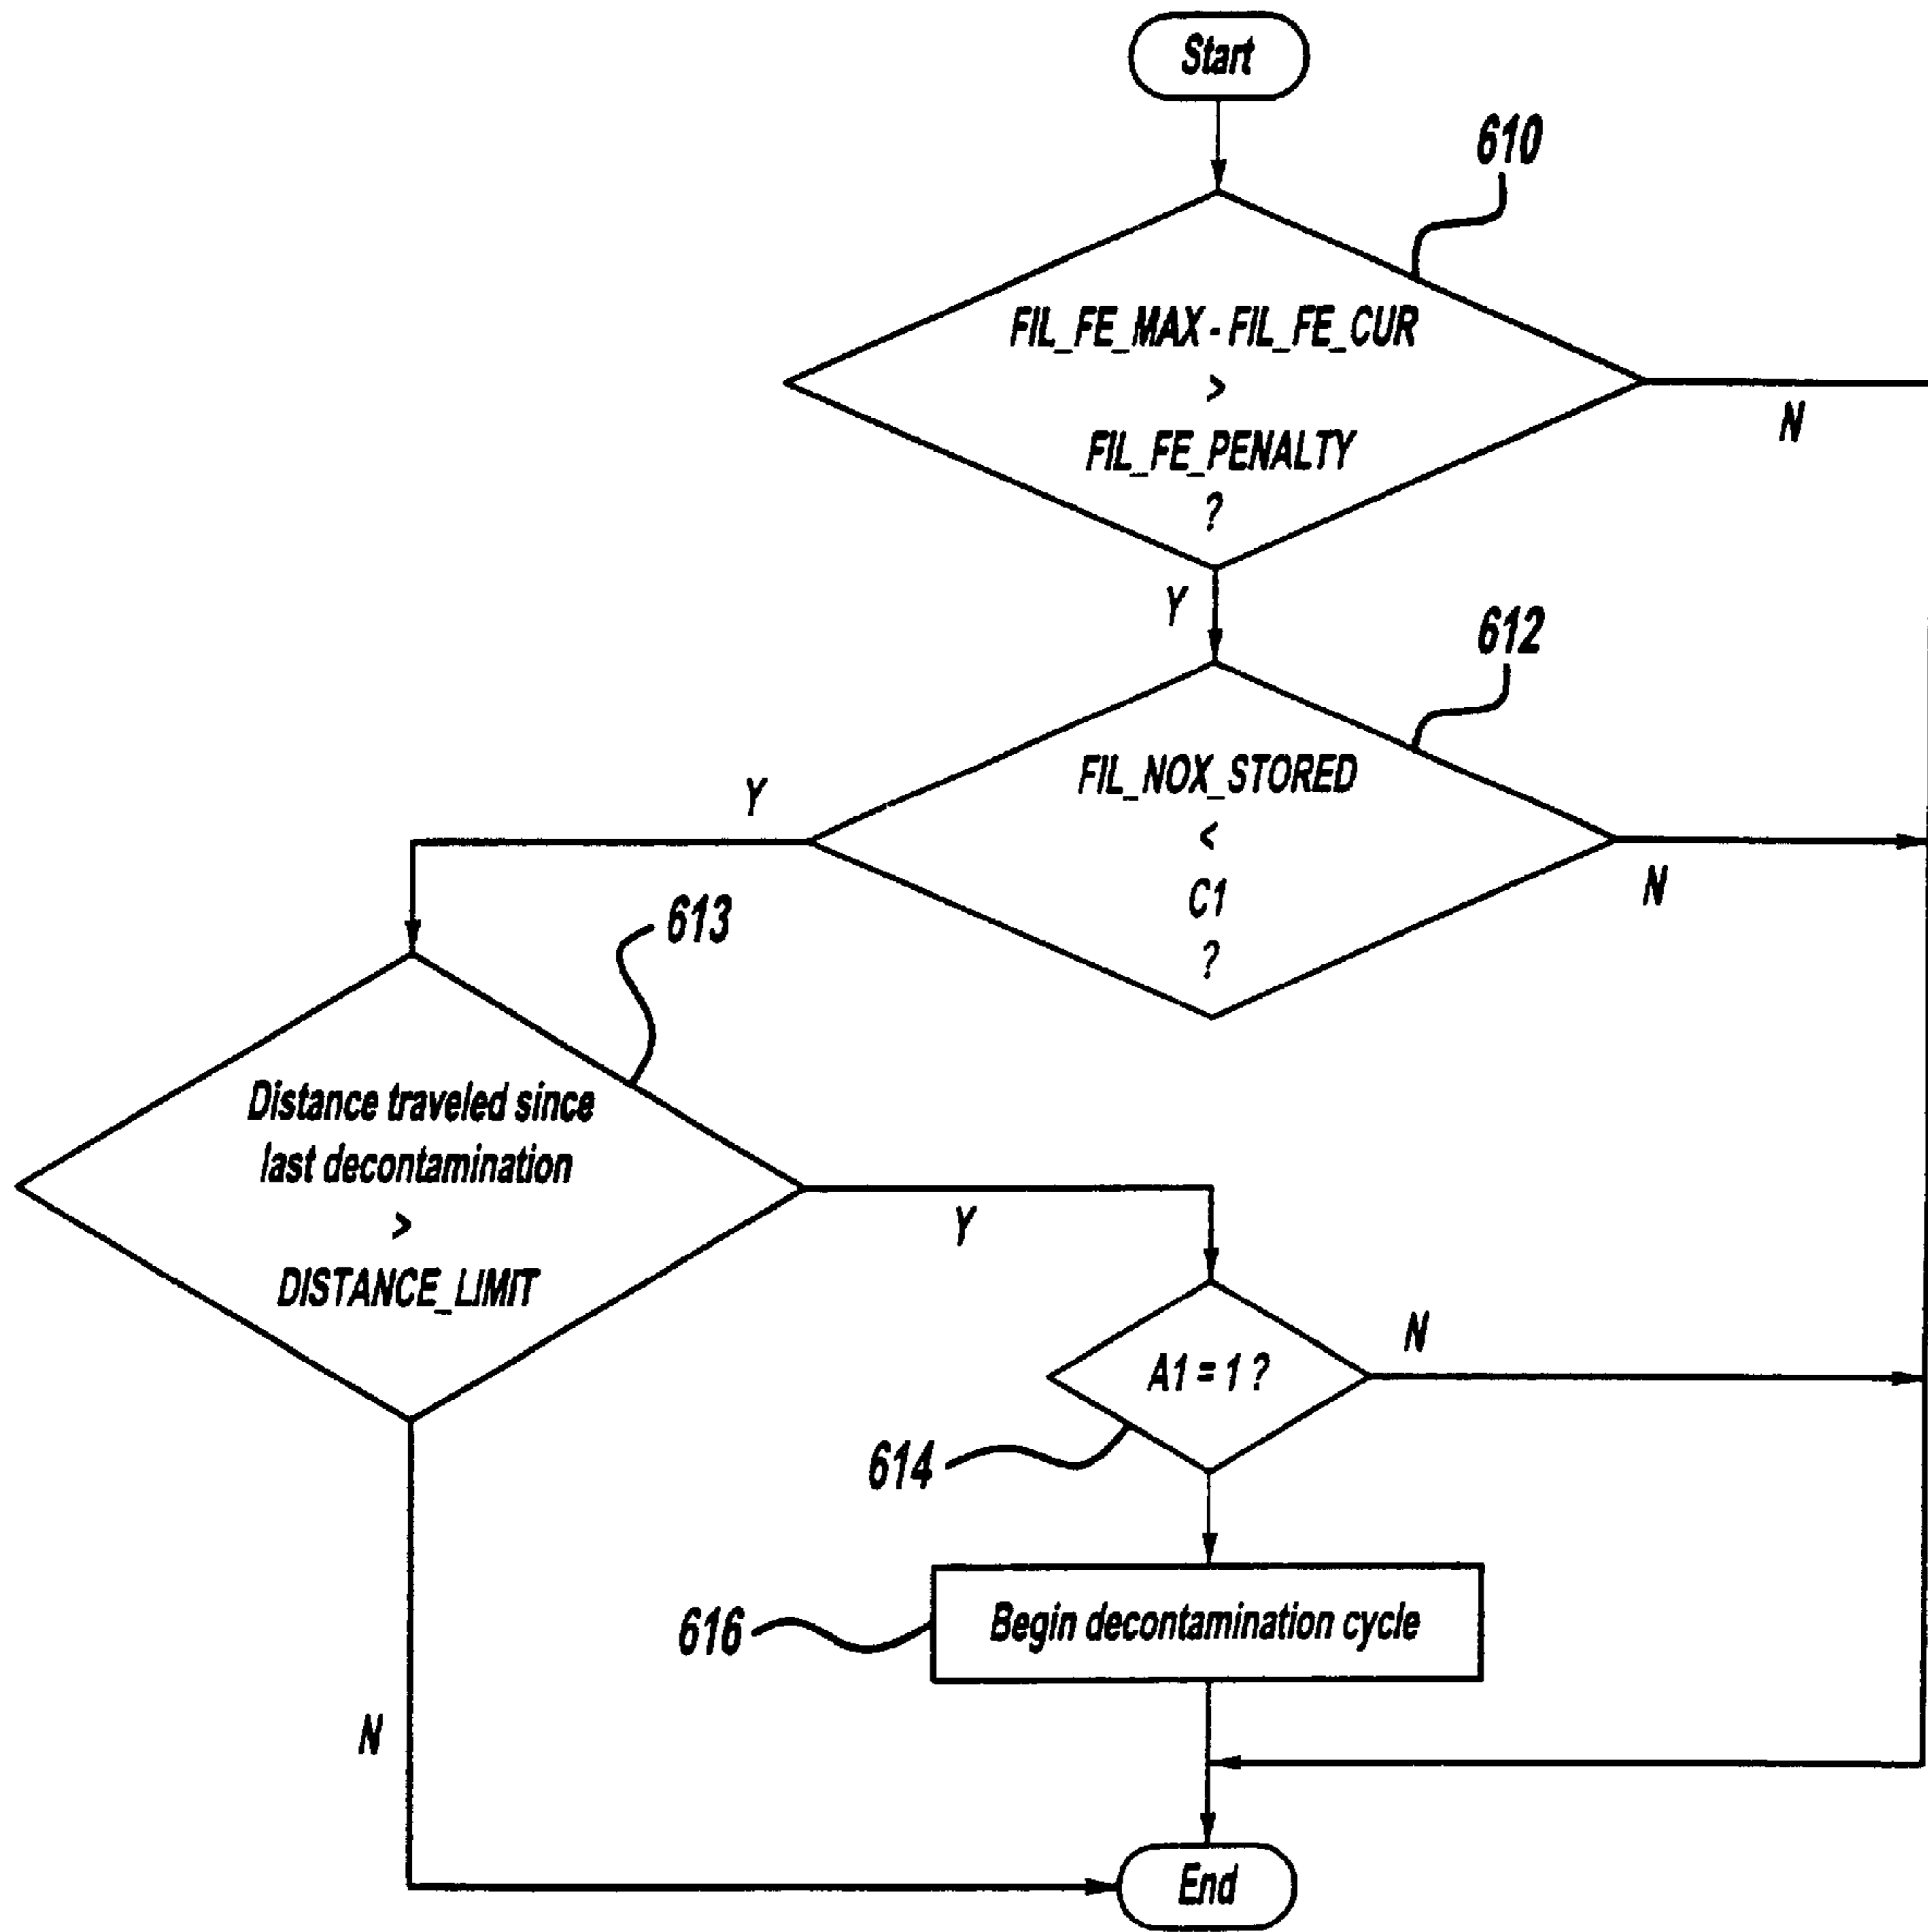 Start
610
FIL_FE_MAX - FIL_FE_CUR
>
FIL_FE_PENALTY
?
N
Y
612
FIL_NOX_STORED
<
C1
?
Y
N
613
Distance traveled since
last decontamination
>
DISTANCE_LIMIT
Y
A1 = 1 ?
N
614
616
Begin decontamination cycle
N
End